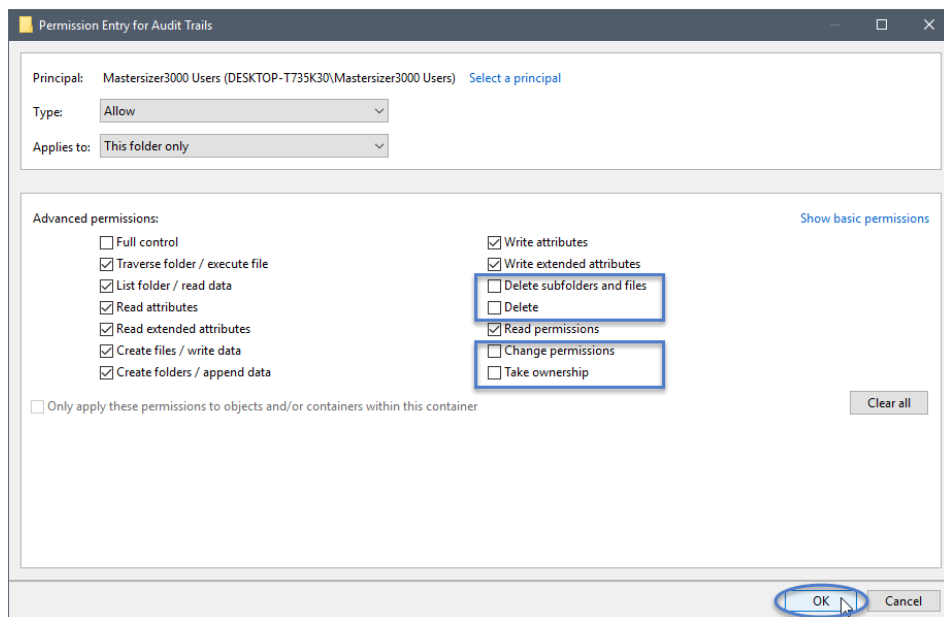 Permission Entry for Audit Trails
Principal: Mastersizer3000 Users (DESKTOP-T735K30\Mastersizer3000 Users) Select a principal
Type: Allow
Applies to: This folder only
Advanced permissions: Show basic permissions
Full control
Traverse folder / execute file
List folder / read data
Read attributes
Read extended attributes
Create files / write data
Create folders / append data
Write attributes
Write extended attributes
Delete subfolders and files
Delete
Read permissions
Change permissions
Take ownership
Only apply these permissions to objects and/or containers within this container
Clear all
OK Cancel